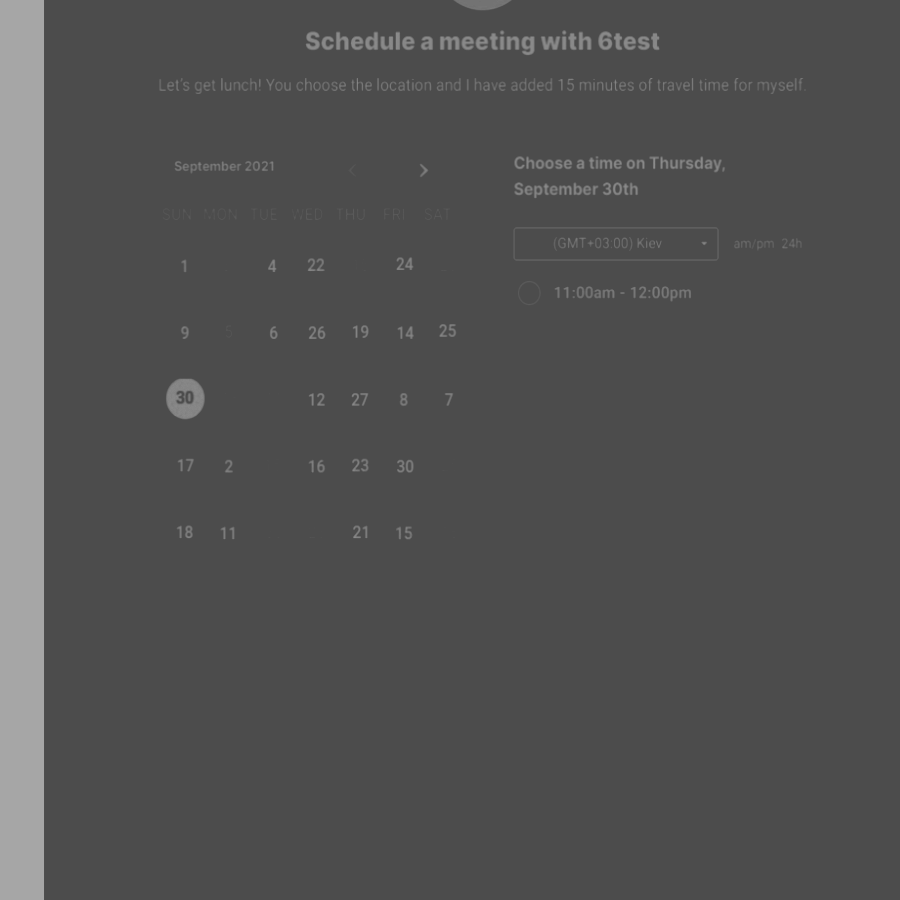 Schedule a meeting with 6test
Let's get lunch! You choose the location and I have added 15 minutes of travel time for myself.
September 2021
SUN MON TUE WED THU FRI SAT
1 4 22 24
9 5 6 26 19 14 25
30 12 27 8 7
17 2 16 23 30
18 11 21 15
Choose a time on Thursday,
September 30th
(GMT+03:00) Kiev am/pm 24h
11:00am - 12:00pm